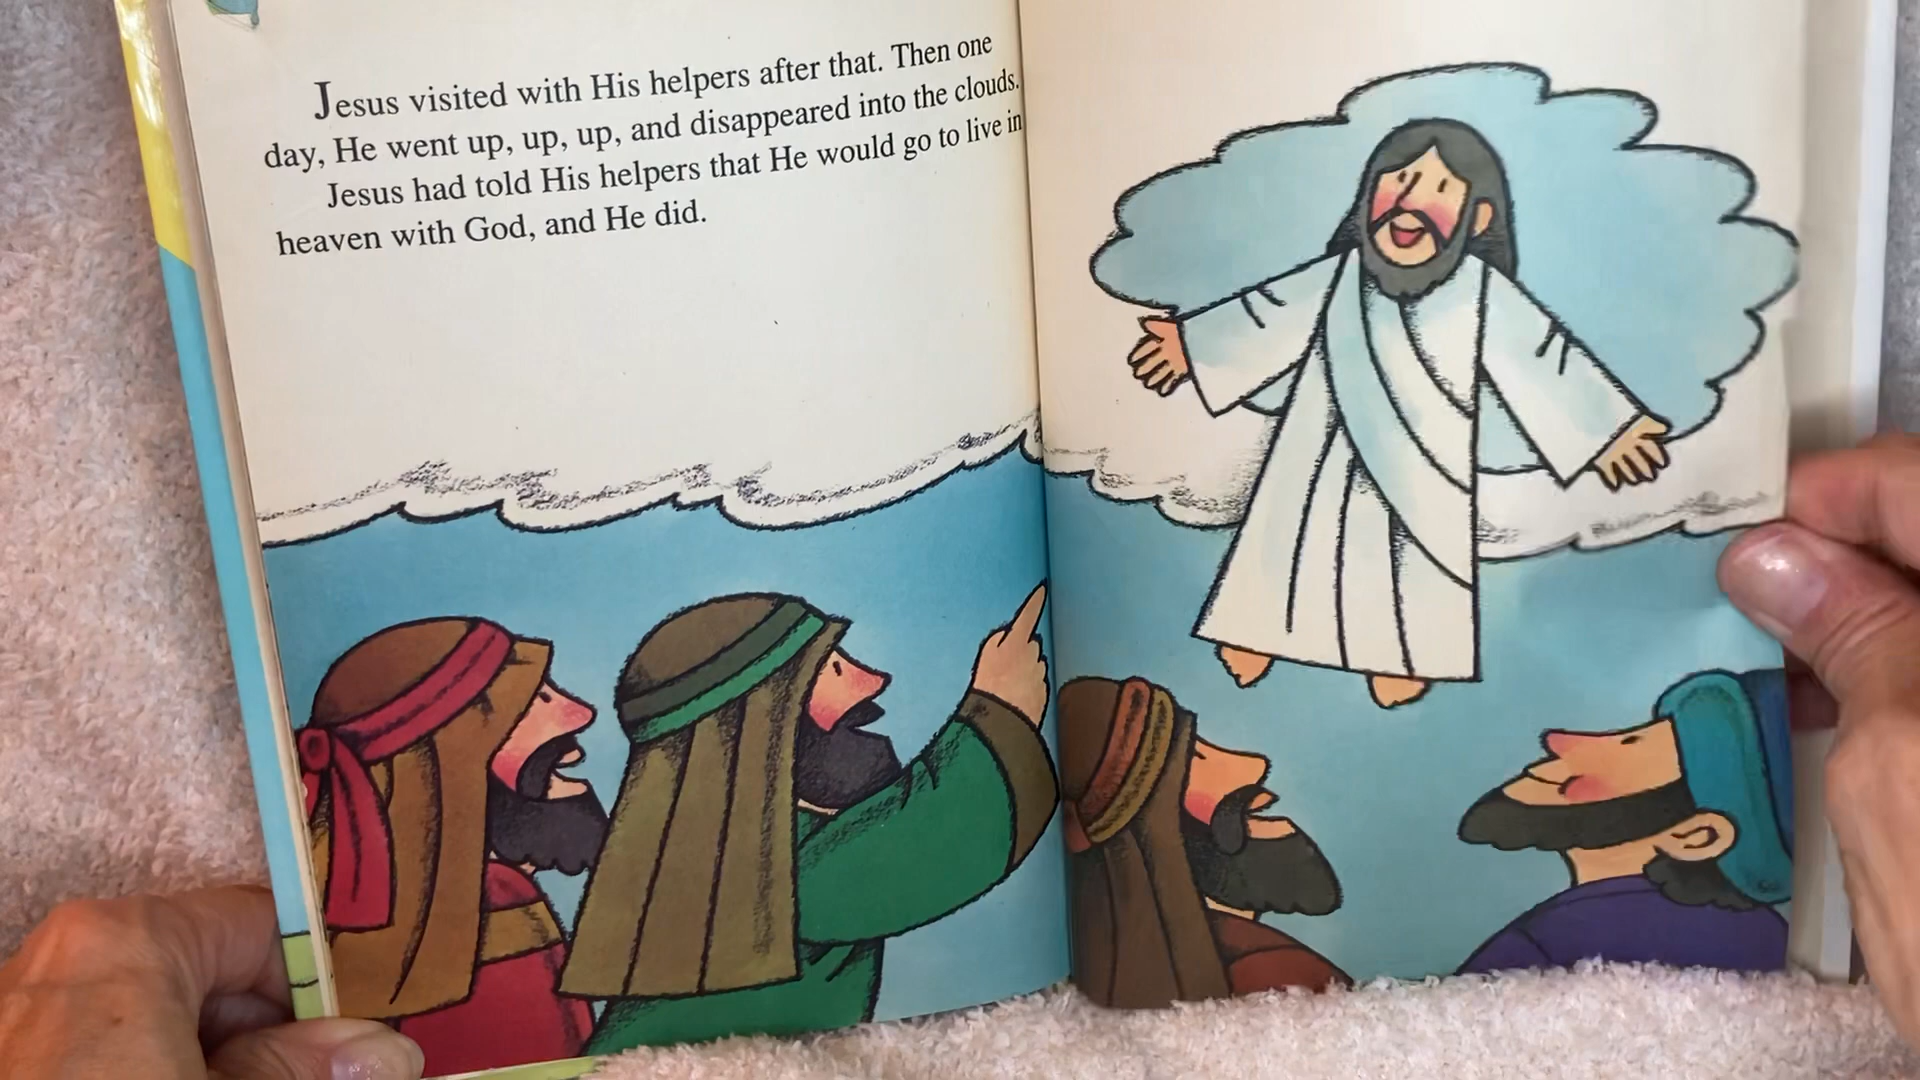 Jesus visited with His helpers after that. Then one
day, He went up, up, up, and disappeared into the clouds.
Jesus had told His helpers that He would go to live in
heaven with God, and He did.